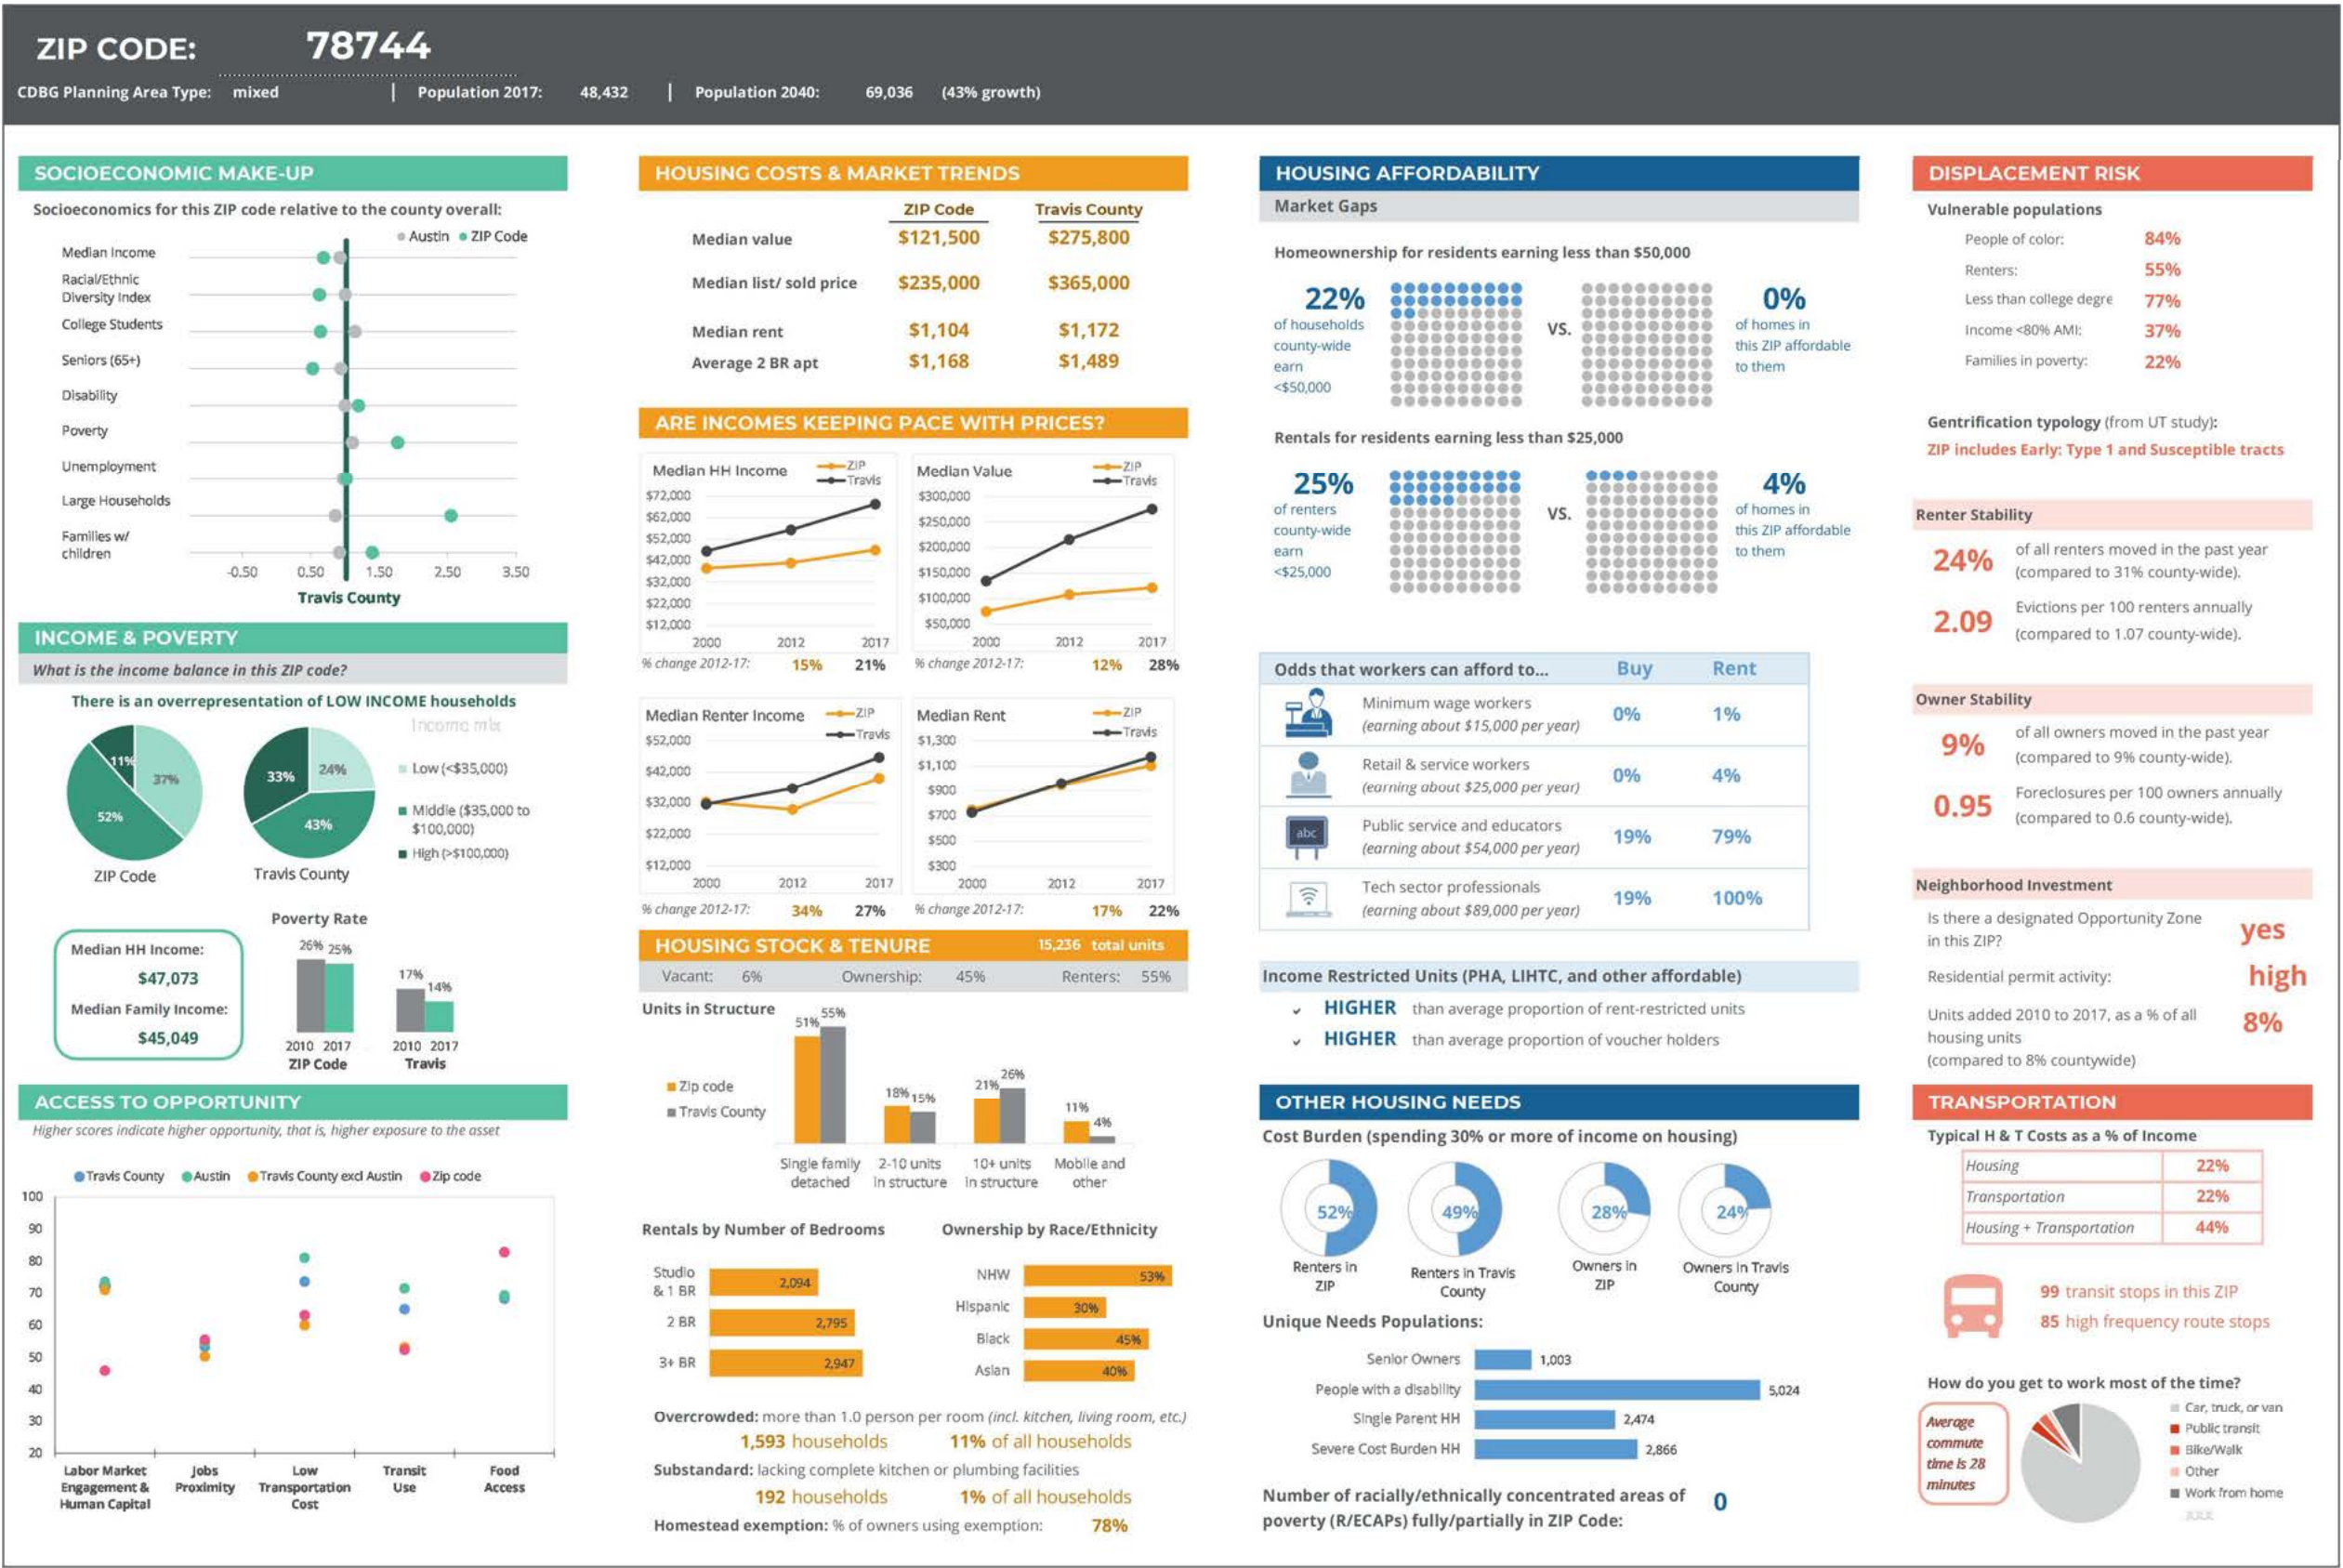 ZIP CODE: 78744
CDBG Planning Area Type: mixed | Population 2017: 48,432 | Population 2040: 69,036 (43% growth)
SOCIOECONOMIC MAKE-UP
Socioeconomics for this ZIP code relative to the county overall:
Austin ZIP Code
Median Income
Racial/Ethnic
Diversity Index
College Students
Seniors (65+)
Disability
Poverty
Unemployment
Large Households
Families w/
children
-0.50 0.50 1.50 2.50 3.50
Travis County
INCOME & POVERTY
What is the income balance in this ZIP code?
There is an overrepresentation of LOW INCOME households
Income mix
11% 37% 52%
33% 24% 43%
Low (<$35,000)
Middle ($35,000 to
$100,000)
High (>$100,000)
ZIP Code
Travis County
Median HH Income:
$47,073
Median Family Income:
$45,049
Poverty Rate
26% 25%
17% 14%
2010 2017 2010 2017
ZIP Code Travis
ACCESS TO OPPORTUNITY
Higher scores indicate higher opportunity, that is, higher exposure to the asset
Travis County Austin Travis County excl Austin Zip code
100
90
80
70
60
50
40
30
20
Labor Market
Engagement &
Human Capital
Jobs
Proximity
Low
Transportation
Cost
Transit
Use
Food
Access
HOUSING COSTS & MARKET TRENDS
ZIP Code Travis County
Median value $121,500 $275,800
Median list/ sold price $235,000 $365,000
Median rent $1,104 $1,172
Average 2 BR apt $1,168 $1,489
ARE INCOMES KEEPING PACE WITH PRICES?
Median HH Income
ZIP
Travis
$72,000
$62,000
$52,000
$42,000
$32,000
$22,000
$12,000
2000 2012 2017
% change 2012-17: 15% 21%
Median Value
ZIP
Travis
$300,000
$250,000
$200,000
$150,000
$100,000
$50,000
2000 2012 2017
% change 2012-17: 12% 28%
Median Renter Income
ZIP
Travis
$52,000
$42,000
$32,000
$22,000
$12,000
2000 2012 2017
% change 2012-17: 34% 27%
Median Rent
ZIP
Travis
$1,300
$1,100
$900
$700
$500
$300
2000 2012 2017
% change 2012-17: 17% 22%
HOUSING STOCK & TENURE 15,236 total units
Vacant: 6% Ownership: 45% Renters: 55%
Units in Structure
Zip code
Travis County
51% 55%
18% 15%
21% 26%
11% 4%
Single family
detached
2-10 units
in structure
10+ units
in structure
Mobile and
other
Rentals by Number of Bedrooms
Studio
& 1 BR
2,094
2 BR 2,795
3+ BR 2,947
Ownership by Race/Ethnicity
NHW 53%
Hispanic 30%
Black 45%
Asian 40%
Overcrowded: more than 1.0 person per room (incl. kitchen, living room, etc.)
1,593 households 11% of all households
Substandard: lacking complete kitchen or plumbing facilities
192 households 1% of all households
Homestead exemption: % of owners using exemption: 78%
HOUSING AFFORDABILITY
Market Gaps
Homeownership for residents earning less than $50,000
22%
of households
county-wide
earn
<$50,000
VS.
0%
of homes in
this ZIP affordable
to them
Rentals for residents earning less than $25,000
25%
of renters
county-wide
earn
<$25,000
VS.
4%
of homes in
this ZIP affordable
to them
Odds that workers can afford to... Buy Rent
Minimum wage workers
(earning about $15,000 per year) 0% 1%
Retail & service workers
(earning about $25,000 per year) 0% 4%
abc
Public service and educators
(earning about $54,000 per year) 19% 79%
Tech sector professionals
(earning about $89,000 per year) 19% 100%
Income Restricted Units (PHA, LIHTC, and other affordable)
HIGHER than average proportion of rent-restricted units
HIGHER than average proportion of voucher holders
OTHER HOUSING NEEDS
Cost Burden (spending 30% or more of income on housing)
52% 49% 28% 24%
Renters in
ZIP
Renters in Travis
County
Owners in
ZIP
Owners in Travis
County
Unique Needs Populations:
Senior Owners 1,003
People with a disability 5,024
Single Parent HH 2,474
Severe Cost Burden HH 2,866
Number of racially/ethnically concentrated areas of
poverty (R/ECAPs) fully/partially in ZIP Code: 0
DISPLACEMENT RISK
Vulnerable populations
People of color: 84%
Renters: 55%
Less than college degre 77%
Income <80% AMI: 37%
Families in poverty: 22%
Gentrification typology (from UT study):
ZIP includes Early: Type 1 and Susceptible tracts
Renter Stability
24% of all renters moved in the past year
(compared to 31% county-wide).
2.09 Evictions per 100 renters annually
(compared to 1.07 county-wide).
Owner Stability
9% of all owners moved in the past year
(compared to 9% county-wide).
0.95 Foreclosures per 100 owners annually
(compared to 0.6 county-wide).
Neighborhood Investment
Is there a designated Opportunity Zone
in this ZIP? yes
Residential permit activity: high
Units added 2010 to 2017, as a % of all
housing units 8%
(compared to 8% countywide)
TRANSPORTATION
Typical H & T Costs as a % of Income
Housing 22%
Transportation 22%
Housing + Transportation 44%
99 transit stops in this ZIP
85 high frequency route stops
How do you get to work most of the time?
Average
commute
time is 28
minutes
Car, truck, or van
Public transit
Bike/Walk
Other
Work from home